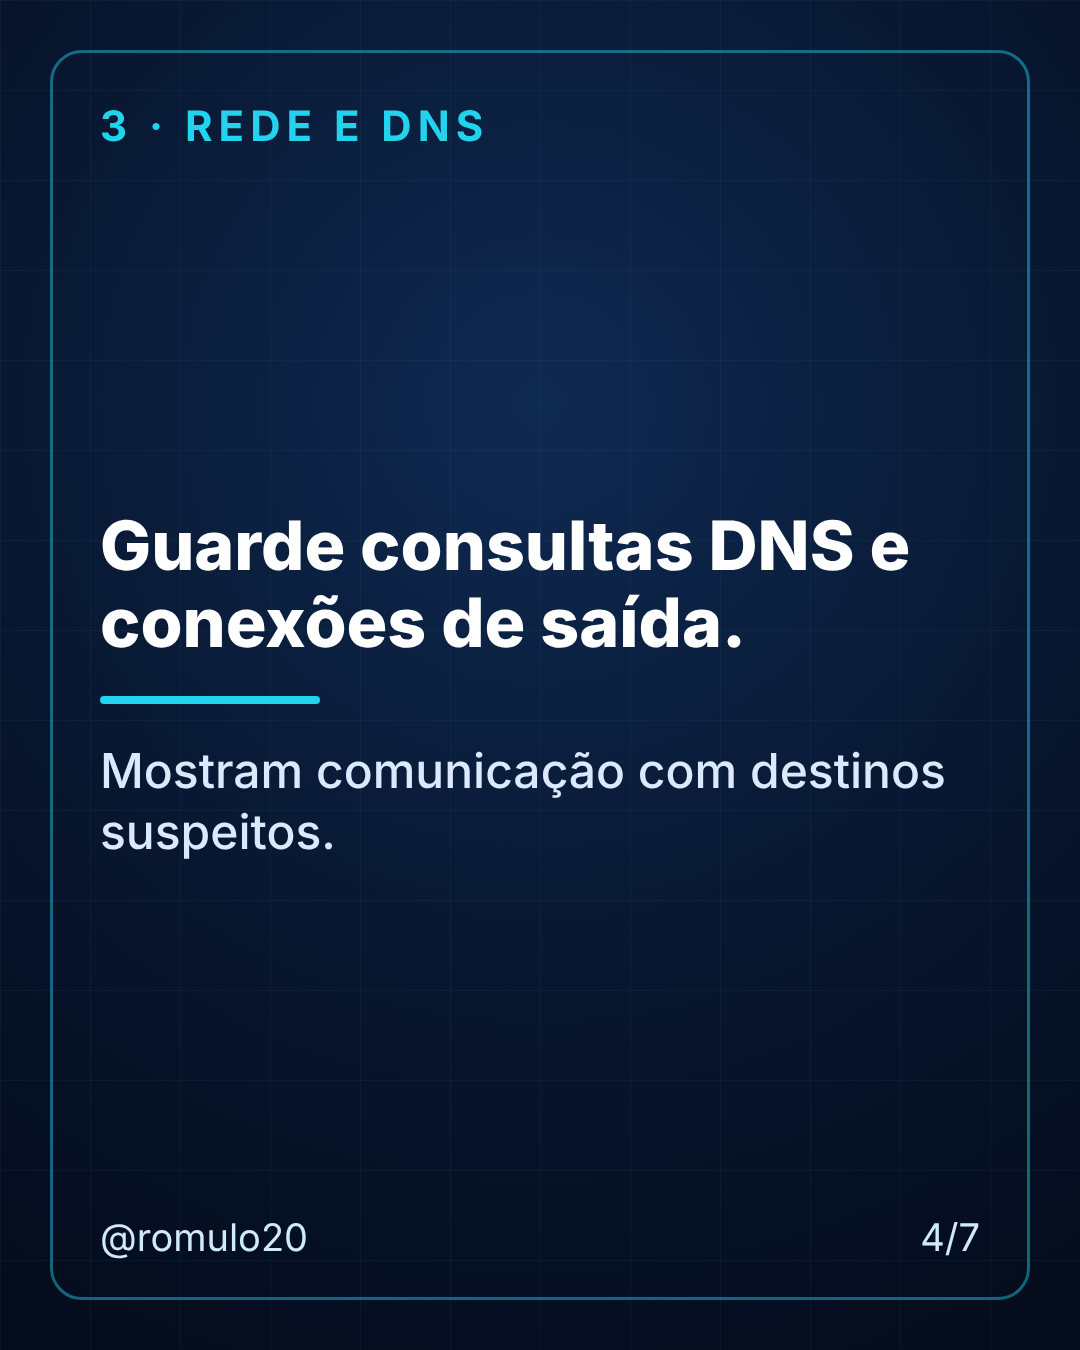 3 · REDE E DNS
Guarde consultas DNS e
conexões de saída.
Mostram comunicação com destinos
suspeitos.
@romulo20
4/7